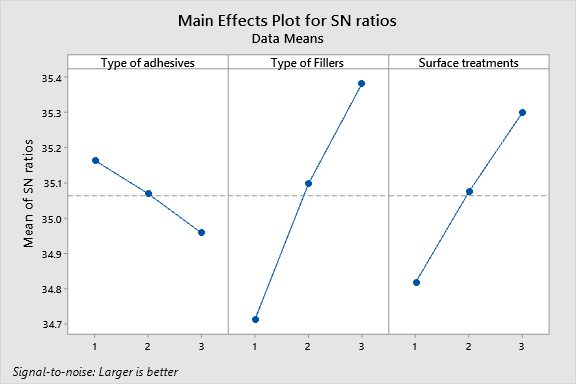 Main Effects Plot for SN ratios
Data Means
Type of adhesives
Type of Fillers
Surface treatments
Mean of SN ratios
35.4
35.3
35.2
35.1
35.0
34.9
34.8
34.7
1 2 3
1 2 3
1 2 3
Signal-to-noise: Larger is better